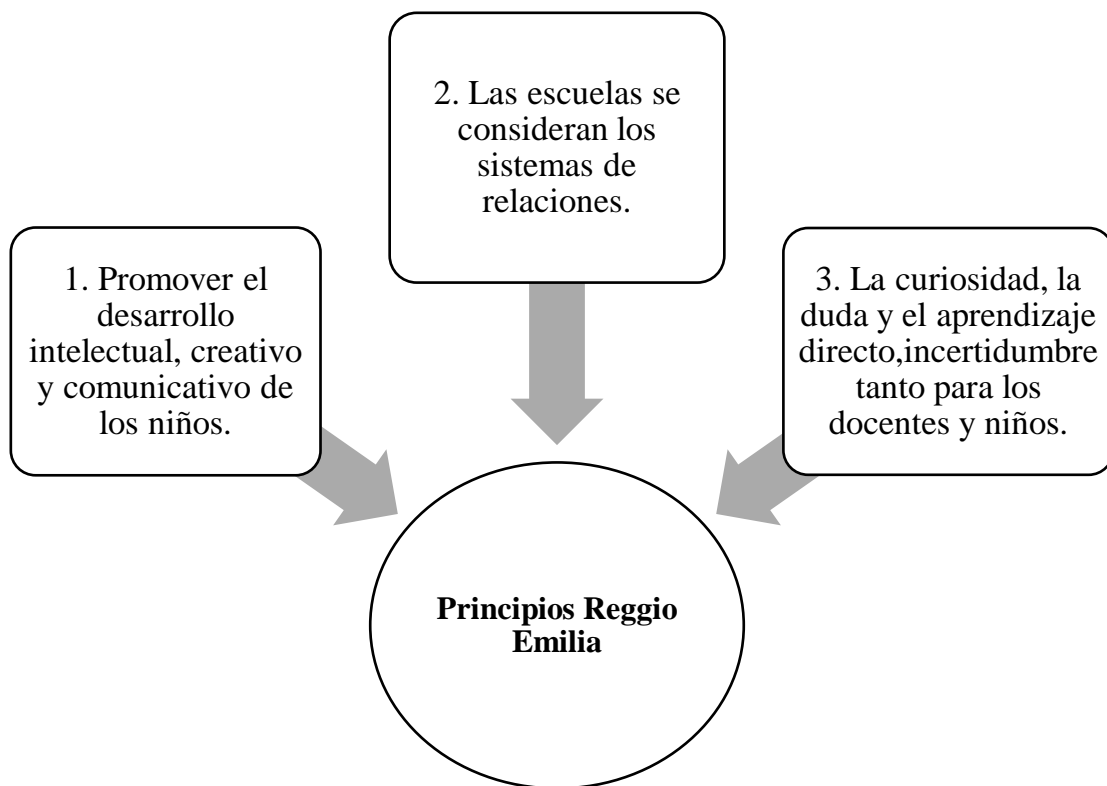 1. Promover el
desarrollo
intelectual, creativo
y comunicativo de
los niños.
2. Las escuelas se
consideran los
sistemas de
relaciones.
3. La curiosidad, la
duda y el aprendizaje
directo,incertidumbre
tanto para los
docentes y niños.
Principios Reggio
Emilia